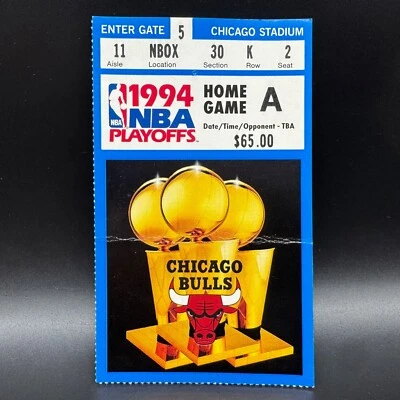 ENTER GATE 5 CHICAGO STADIUM
11 NBOX 30 K 2
Aisle Location Section Row Seat
NBA 1994 NBA PLAYOFFS
HOME GAME A
Date/Time/Opponent - TBA
$65.00
CHICAGO
BULLS